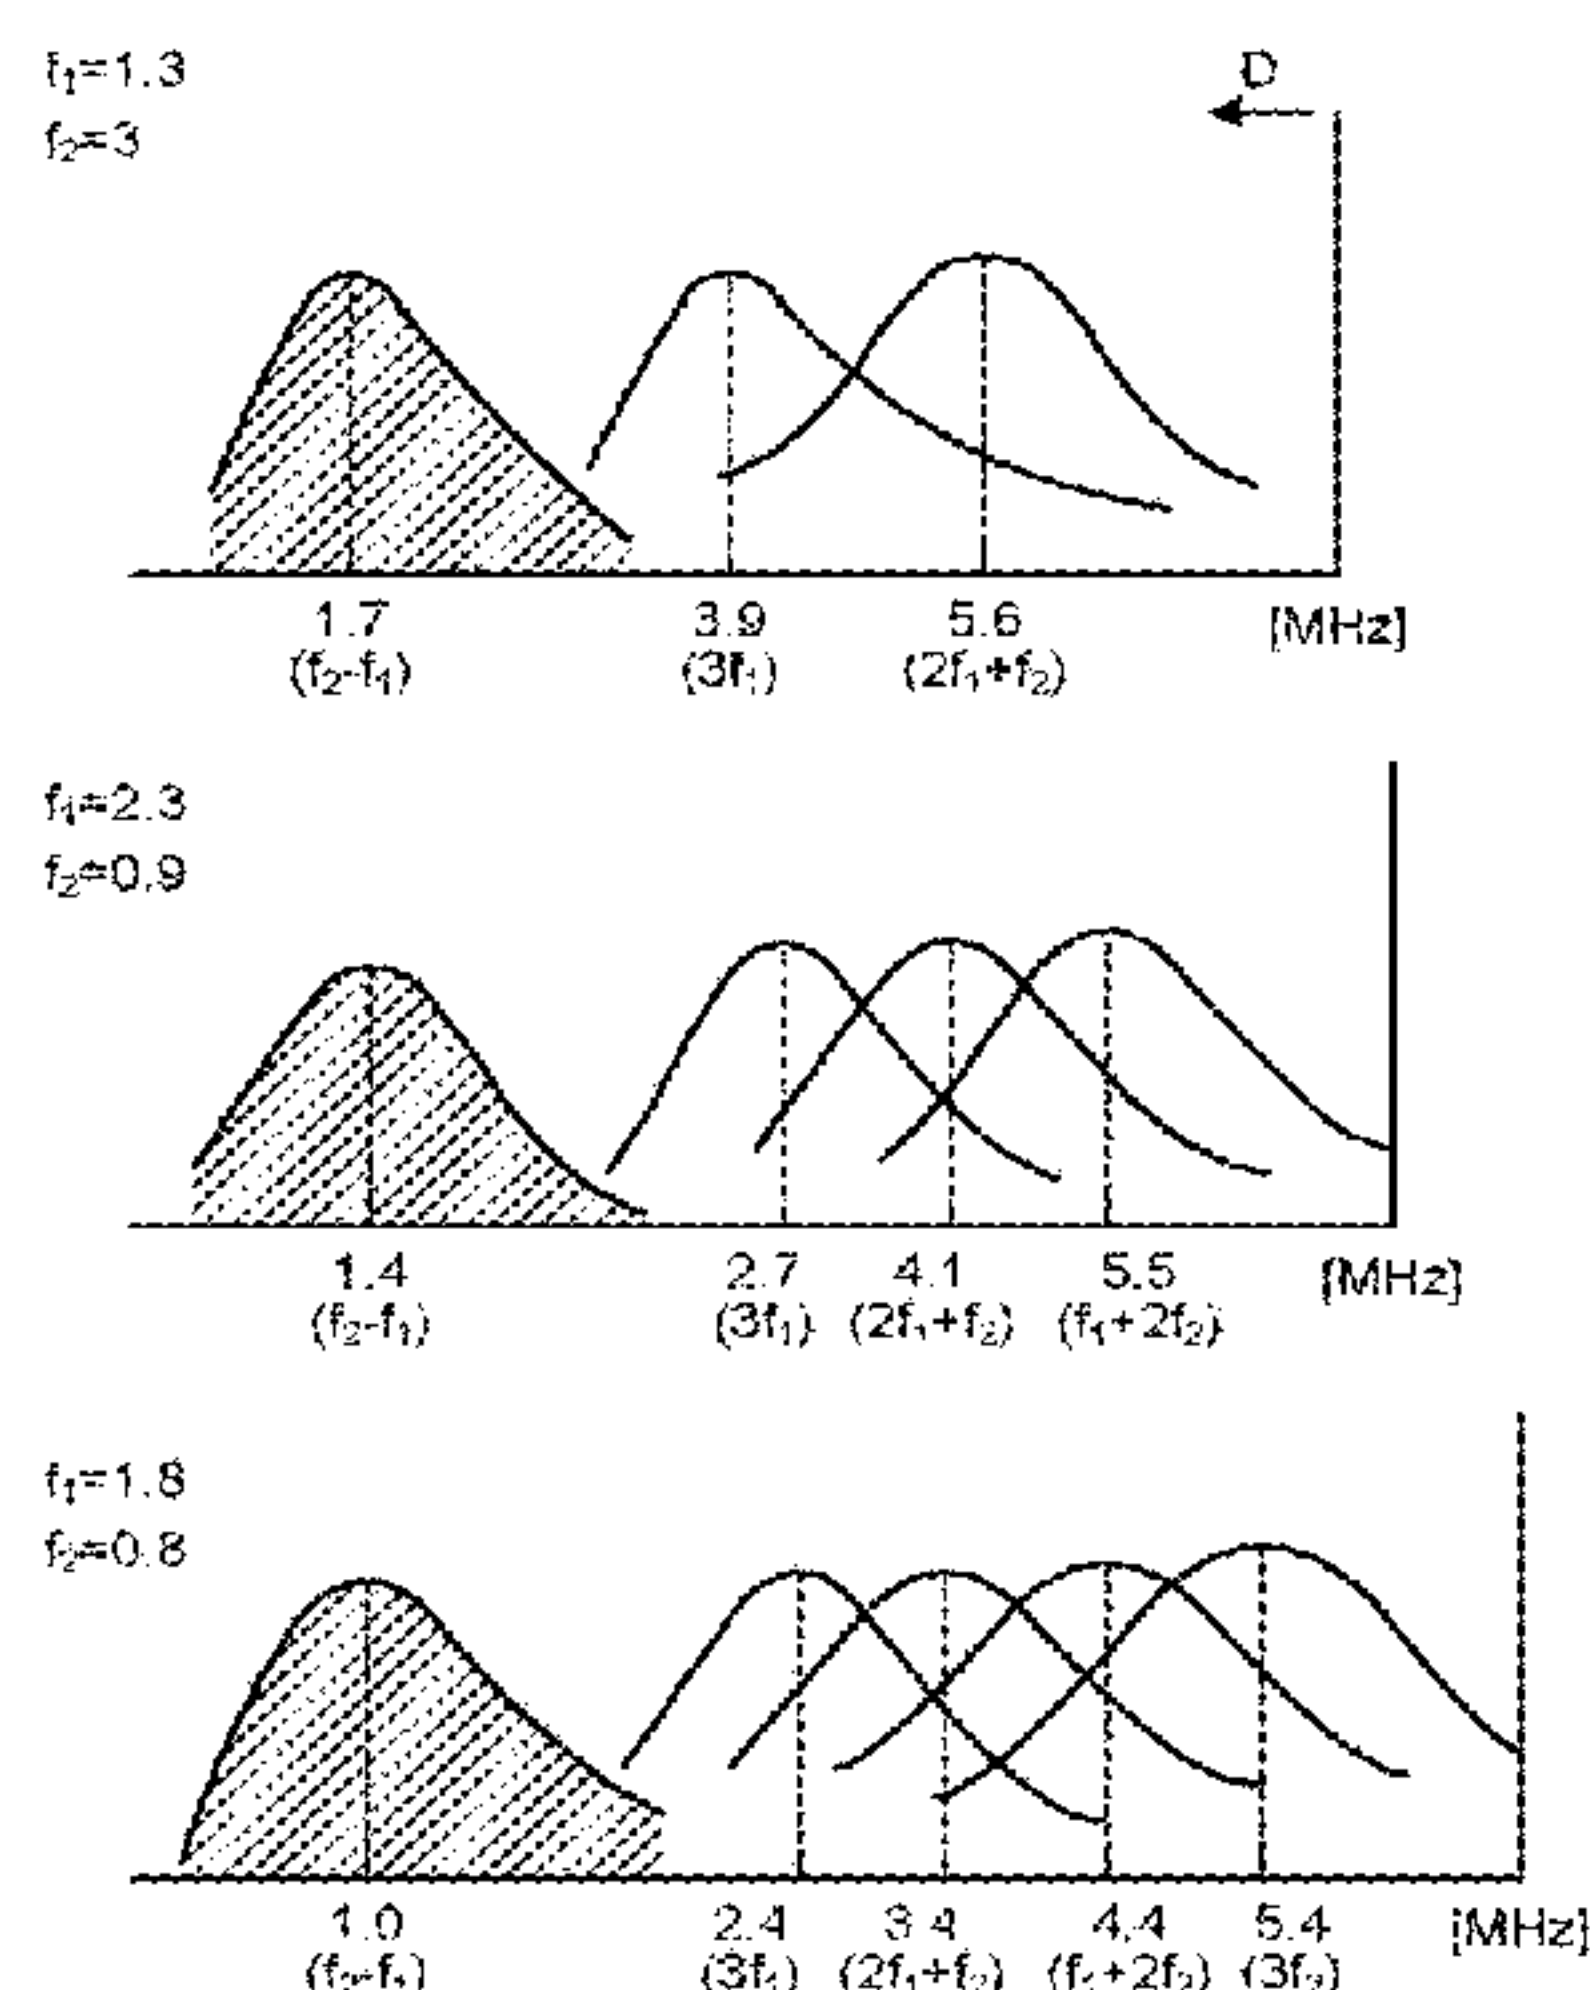 f₁=1.3
f₂=3
D
1.7 3.9 5.6 [MHz]
(f₂-f₁) (3f₁) (2f₁+f₂)
f₁=2.3
f₂=0.9
1.4 2.7 4.1 5.5 [MHz]
(f₂-f₁) (3f₁) (2f₁+f₂) (f₁+2f₂)
f₁=1.8
f₂=0.8
1.0 2.4 3.4 4.4 5.4 [MHz]
(f₂-f₁) (3f₁) (2f₁+f₂) (f₁+2f₂) (3f₂)